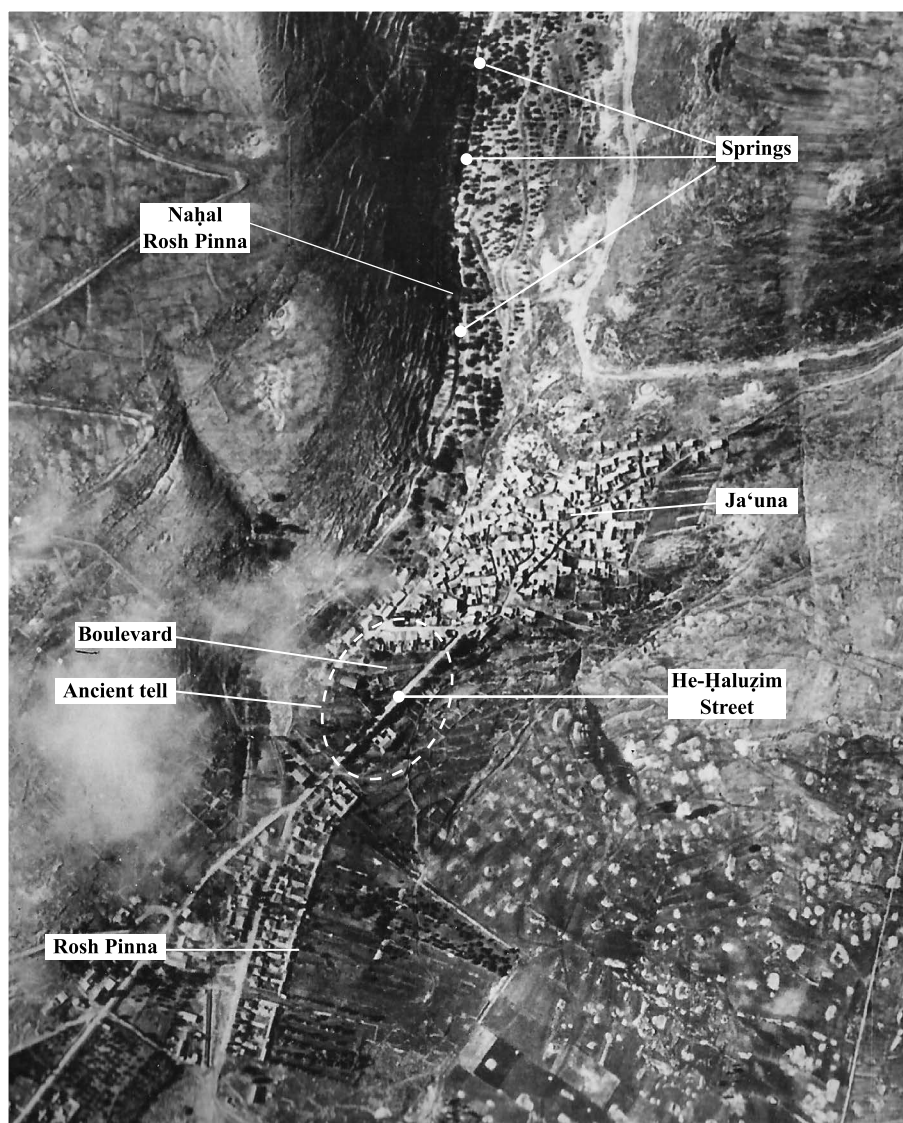 Springs
Naḥal
Rosh Pinna
Ja‘una
Boulevard
Ancient tell
He-Ḥaluẓim
Street
Rosh Pinna